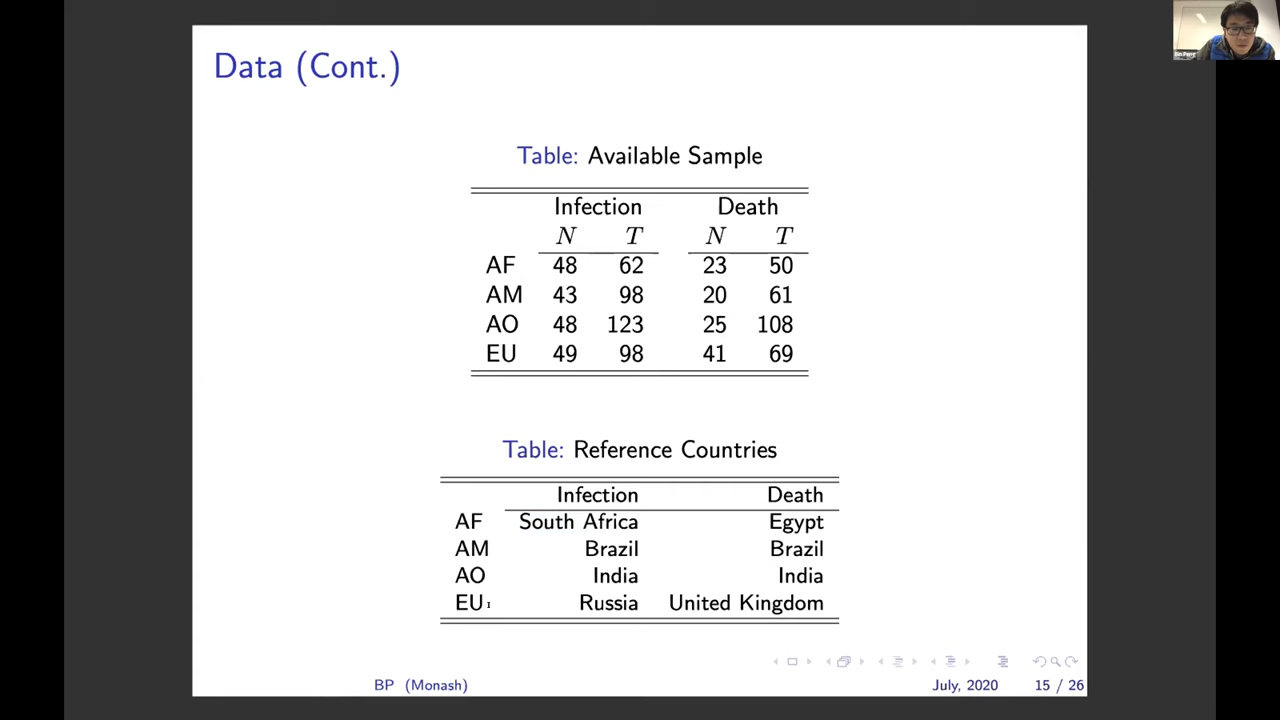 Data (Cont.)
Table: Available Sample
Infection Death
N T N T
AF 48 62 23 50
AM 43 98 20 61
AO 48 123 25 108
EU 49 98 41 69
Table: Reference Countries
Infection Death
AF South Africa Egypt
AM Brazil Brazil
AO India India
EU Russia United Kingdom
BP (Monash) July, 2020 15 / 26